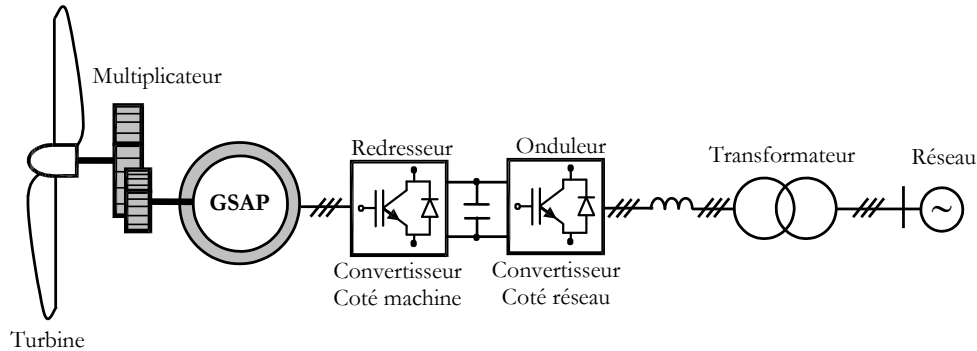 Multiplicateur
Redresseur
Onduleur
Transformateur
Réseau
GSAP
~
Convertisseur
Coté machine
Convertisseur
Coté réseau
Turbine